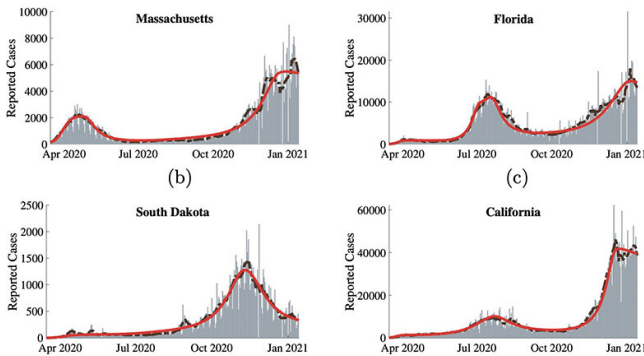 Massachusetts
Reported Cases
10000
8000
6000
4000
2000
0
Apr 2020 Jul 2020 Oct 2020 Jan 2021
(b)
Florida
Reported Cases
30000
20000
10000
0
Apr 2020 Jul 2020 Oct 2020 Jan 2021
(c)
South Dakota
Reported Cases
2500
2000
1500
1000
500
0
Apr 2020 Jul 2020 Oct 2020 Jan 2021
California
Reported Cases
60000
40000
20000
0
Apr 2020 Jul 2020 Oct 2020 Jan 2021